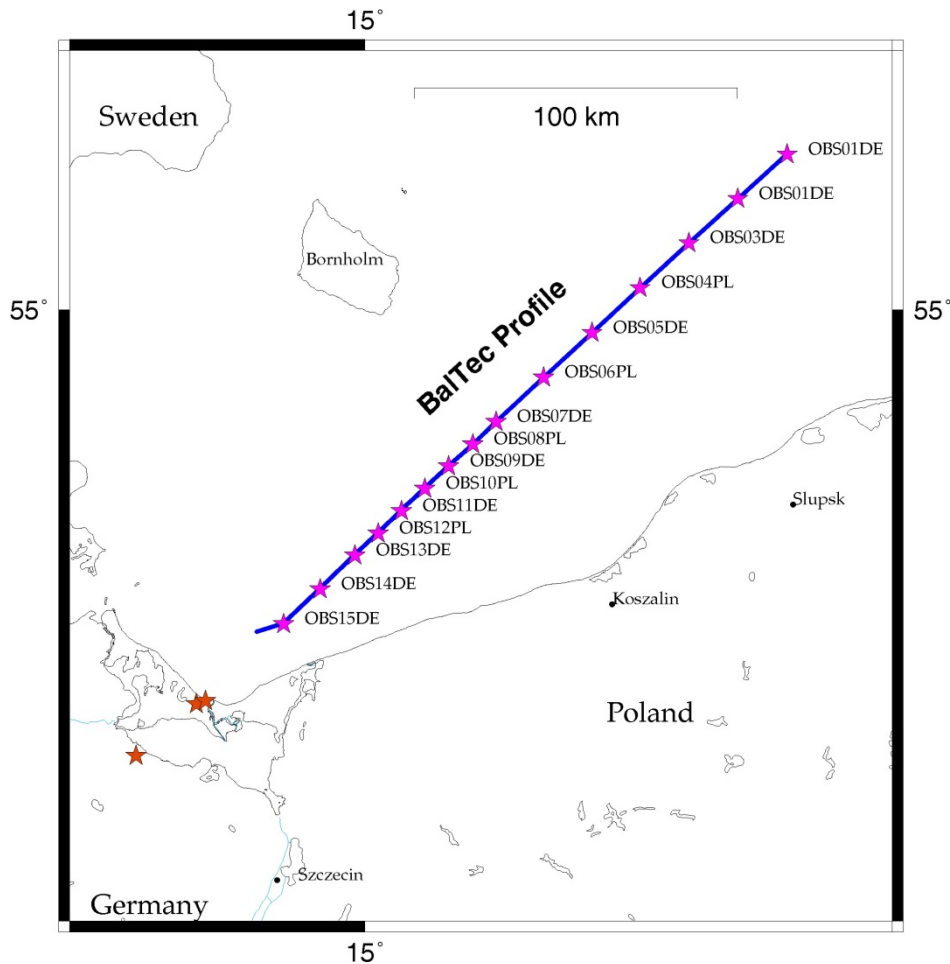 15°
Sweden
100 km
OBS01DE
OBS01DE
OBS03DE
Bornholm
OBS04PL
55°
55°
BalTec Profile
OBS05DE
OBS06PL
OBS07DE
OBS08PL
OBS09DE
OBS10PL
OBS11DE
Slupsk
OBS12PL
OBS13DE
OBS14DE
Koszalin
OBS15DE
Poland
Szczecin
Germany
15°